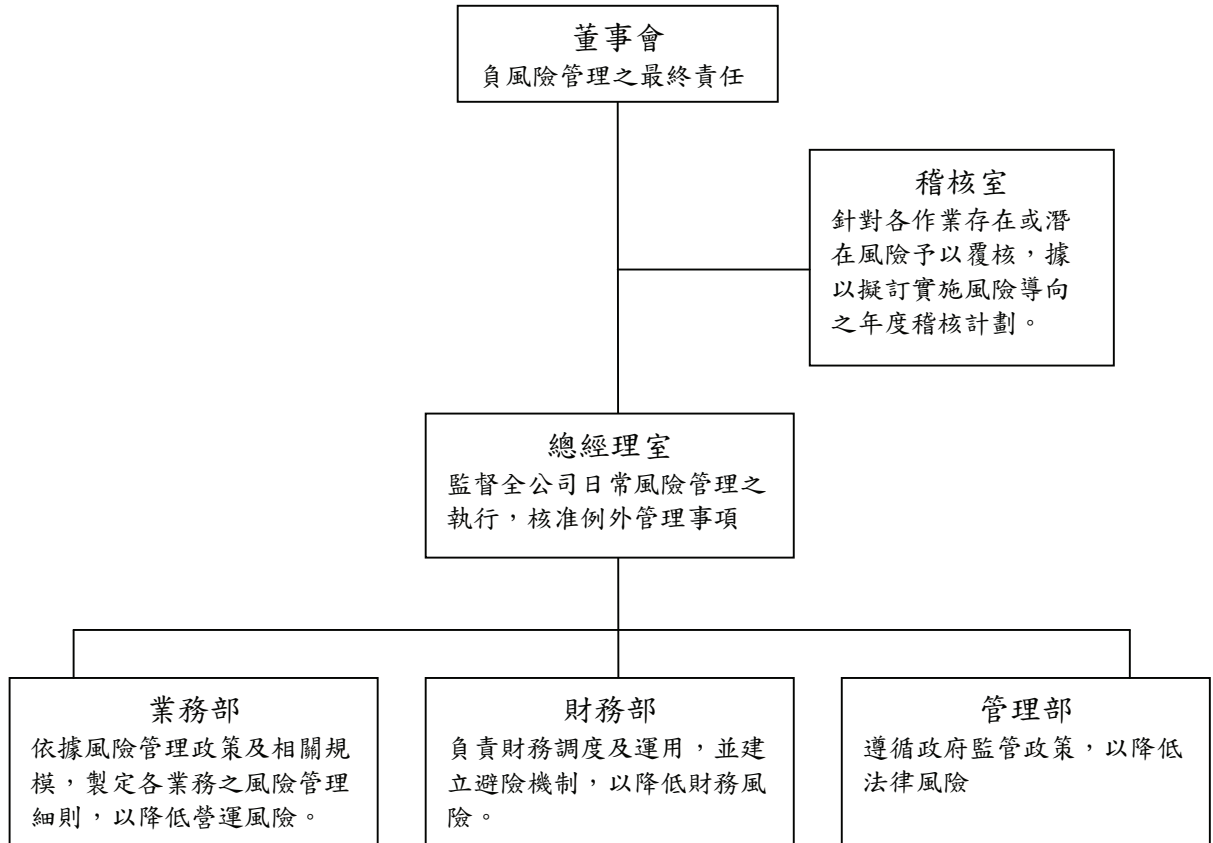 董事會
負風險管理之最終責任
稽核室
針對各作業存在或潛
在風險予以覆核，據
以擬訂實施風險導向
之年度稽核計劃。
總經理室
監督全公司日常風險管理之
執行，核准例外管理事項
業務部
依據風險管理政策及相關規
模，製定各業務之風險管理
細則，以降低營運風險。
財務部
負責財務調度及運用，並建
立避險機制，以降低財務風
險。
管理部
遵循政府監管政策，以降低
法律風險